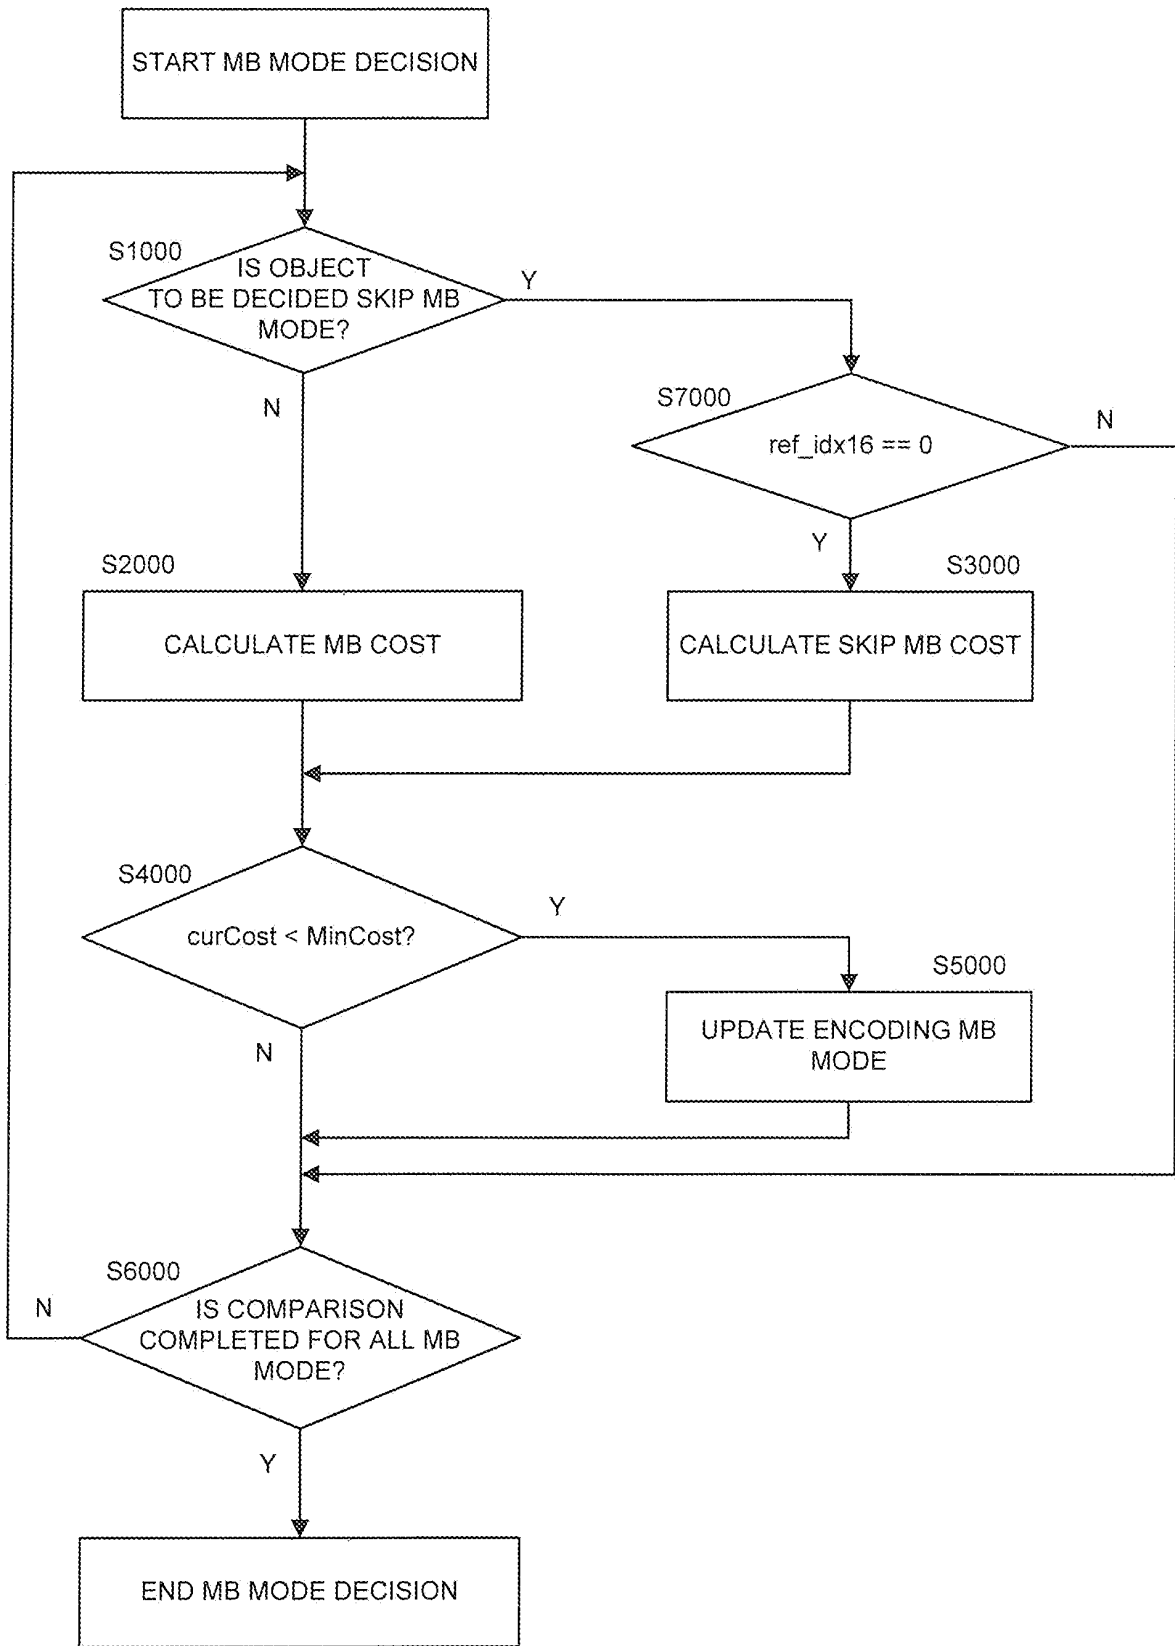 START MB MODE DECISION
S1000
IS OBJECT
TO BE DECIDED SKIP MB
MODE?
Y
N
S7000
ref_idx16 == 0
N
Y
S2000
CALCULATE MB COST
S3000
CALCULATE SKIP MB COST
S4000
curCost < MinCost?
Y
N
S5000
UPDATE ENCODING MB
MODE
S6000
IS COMPARISON
COMPLETED FOR ALL MB
MODE?
N
Y
END MB MODE DECISION